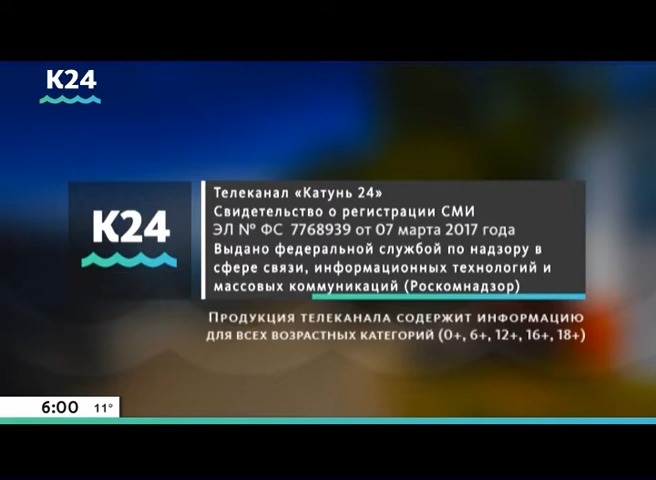 K24
K24
Телеканал «Катунь 24»
Свидетельство о регистрации СМИ
ЭЛ № ФС 7768939 от 07 марта 2017 года
Выдано федеральной службой по надзору в
сфере связи, информационных технологий и
массовых коммуникаций (Роскомнадзор)
Продукция телеканала содержит информацию
для всех возрастных категорий (0+, 6+, 12+, 16+, 18+)
6:00 11°